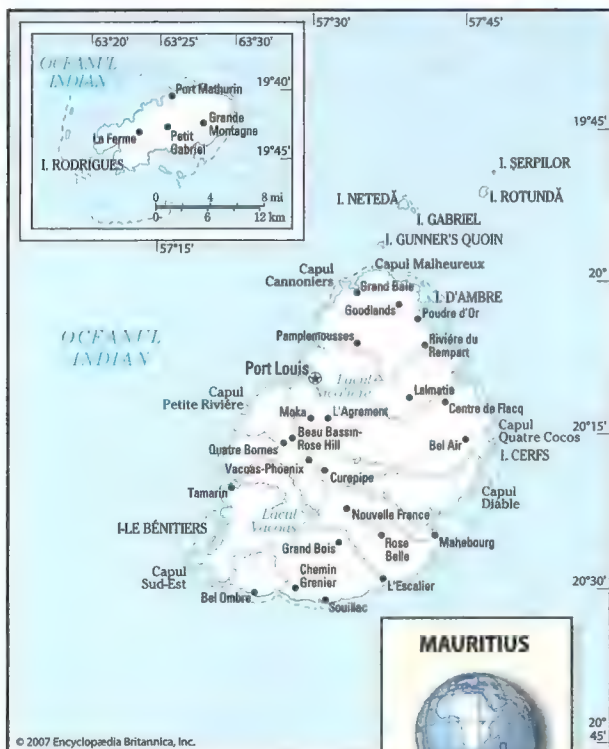 57°30'
57°45'
63°20'
63°25'
63°30'
OCEANUL
INDIAN
Port Mathurin
19°40'
Grande
Montagne
La Ferme
Petit
Gabriel
I. RODRIGUES
19°45'
0 4 8 mi
0 6 12 km
57°15'
19°45'
I. ȘERPILOR
I. ROTUNDĂ
I. NETEDĂ
I. GABRIEL
I. GUNNER'S QUOIN
Capul Malheureux
20°
Capul
Cannoniers
Grand Baie
I. D'AMBRE
Goodlands
Poudre d'Or
OCEANUL
INDIAN
Pamplemousses
Riviére du
Rempart
Port Louis
Lacul
Capul
Petite Rivière
Lalmatia
Centre de Flacq
Moka
L'Agrement
Capul
Quatre Cocos
20°15'
Beau Bassin-
Rose Hill
Quatre Bornes
Bel Air
I. CERFS
Vacoas-Phoenix
Curepipe
Tamarin
Capul
Diable
Lacul
Vacoas
Nouvelle France
I-LE BÉNITIERS
Grand Bois
Rose
Belle
Mahebourg
Capul
Sud-Est
Chemin
Grenier
L'Escalier
20°30'
Bel Ombre
Souillac
MAURITIUS
20°
45'
© 2007 Encyclopædia Britannica, Inc.